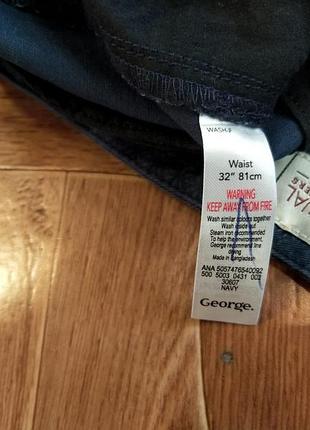 WASH-F
Waist
32" 81cm
WARNING
KEEP AWAY FROM FIRE
Wash similar colours together
Wash inside out
Steam iron recommended
To help the environment,
George recommend line
drying
Made in Bangladesh
ANA 5057476540092
500 5003 0431 002
30607
NAVY
George.